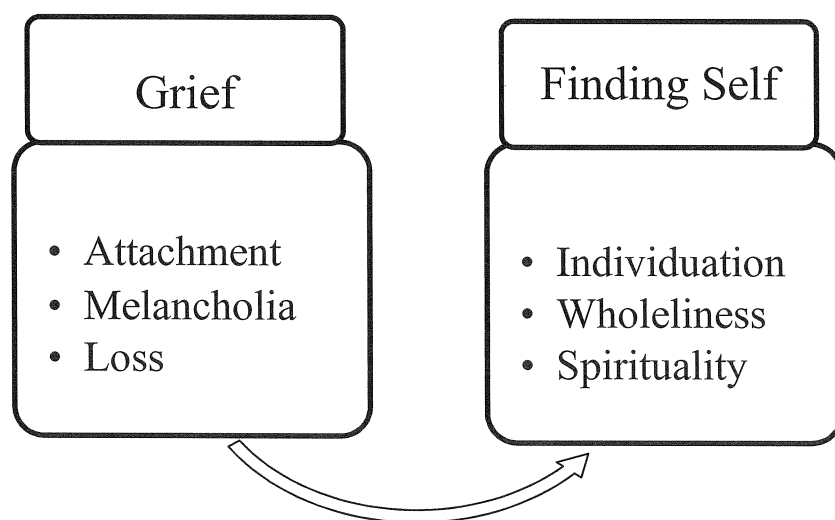 Grief
• Attachment
• Melancholia
• Loss
Finding Self
• Individuation
• Wholeliness
• Spirituality